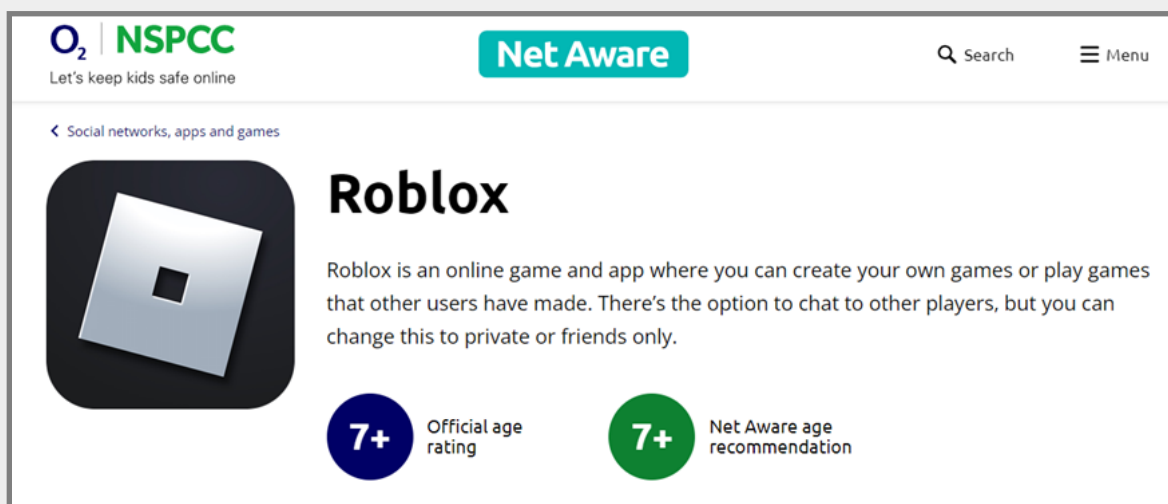 O2 | NSPCC
Let's keep kids safe online
Net Aware
Search
Menu
Social networks, apps and games
Roblox
Roblox is an online game and app where you can create your own games or play games
that other users have made. There's the option to chat to other players, but you can
change this to private or friends only.
7+
Official age
rating
7+
Net Aware age
recommendation